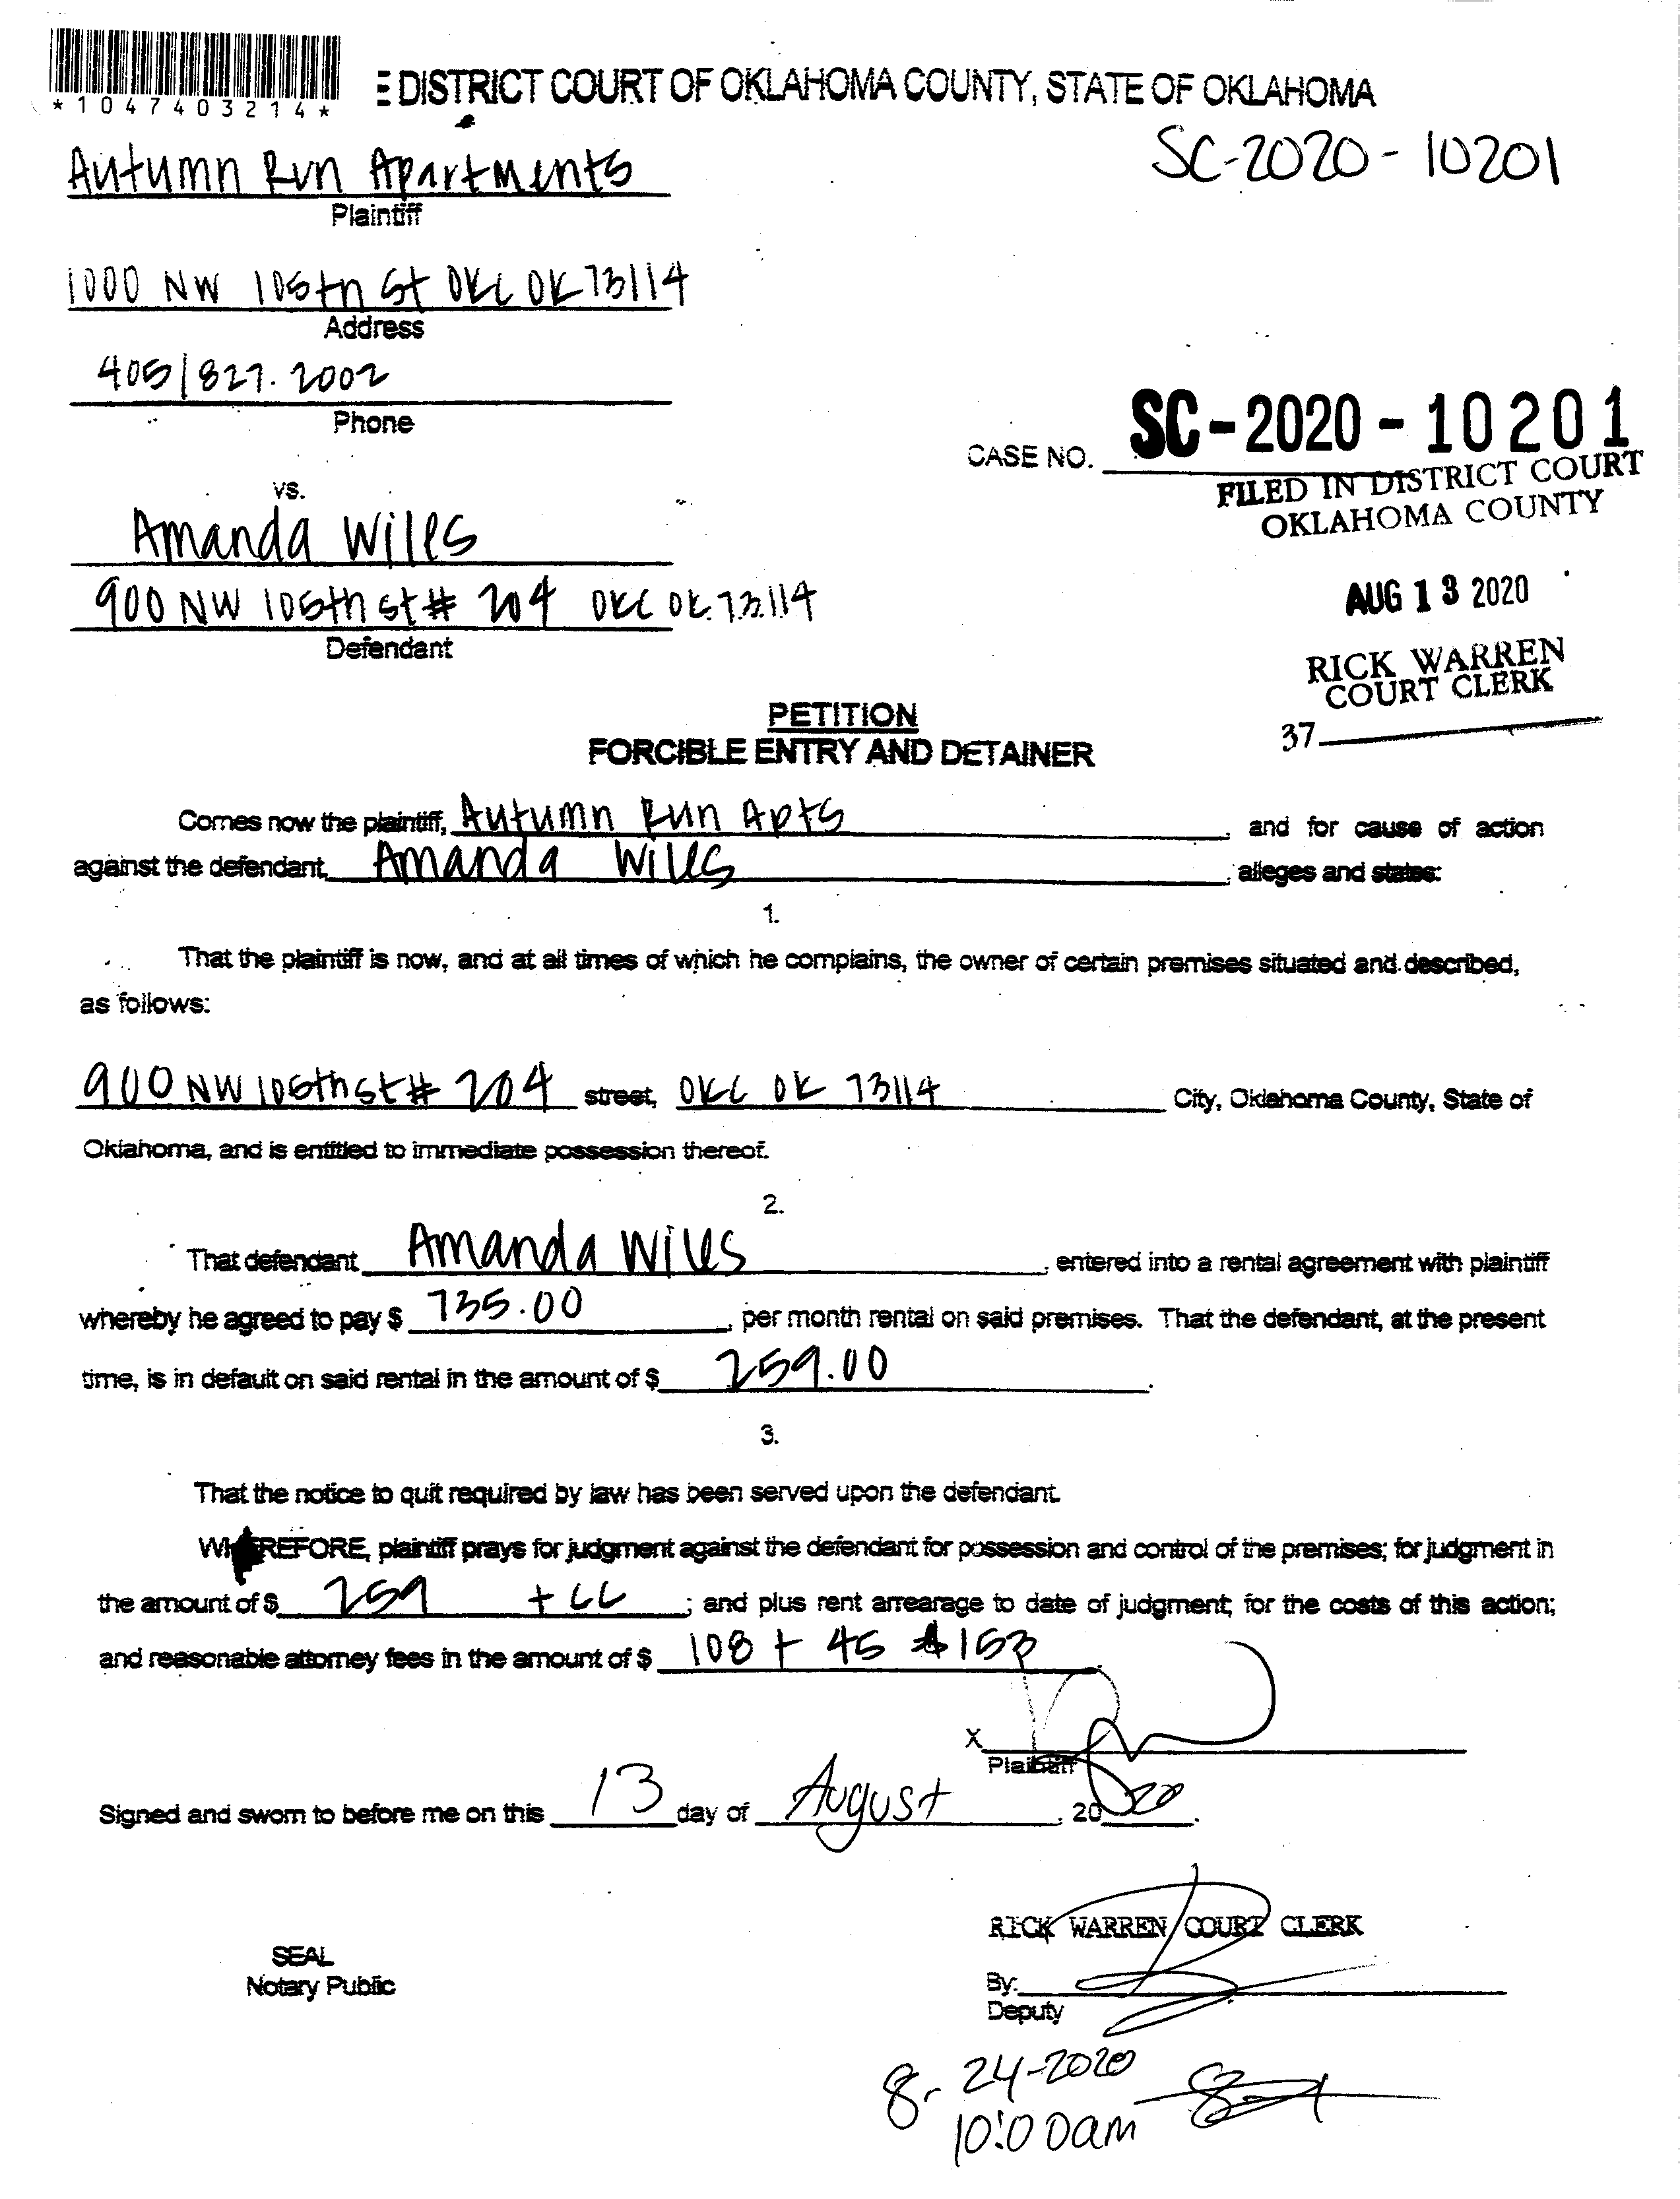 *1047403214*
E DISTRICT COURT OF OKLAHOMA COUNTY, STATE OF OKLAHOMA
SC-2020-10201
Autumn Run Apartments
Plaintiff
1000 NW 105th St OKC OK 73114
Address
405/827.2002
Phone
CASE NO. SC-2020-10201
FILED IN DISTRICT COURT
OKLAHOMA COUNTY
vs.
Amanda Wiles
900 NW 105th st # 204 OKC OK. 73114
Defendant
AUG 13 2020
RICK WARREN
COURT CLERK
37
PETITION
FORCIBLE ENTRY AND DETAINER
Comes now the plaintiff, Autumn Run Apts, and for cause of action
against the defendant, Amanda Wiles, alleges and states:
1.
That the plaintiff is now, and at all times of which he complains, the owner of certain premises situated and described,
as follows:
900 NW 105th st # 204 street, OKC OK 73114 City, Oklahoma County, State of
Oklahoma, and is entitled to immediate possession thereof.
2.
That defendant Amanda Wiles, entered into a rental agreement with plaintiff
whereby he agreed to pay $ 735.00, per month rental on said premises. That the defendant, at the present
time, is in default on said rental in the amount of $ 259.00.
3.
That the notice to quit required by law has been served upon the defendant.
WHEREFORE, plaintiff prays for judgment against the defendant for possession and control of the premises; for judgment in
the amount of $ 259 + CC; and plus rent arrearage to date of judgment; for the costs of this action;
and reasonable attorney fees in the amount of $ 108 + 45 $153
X
Plaintiff
Signed and sworn to before me on this 13 day of August, 2020.
RICK WARREN COURT CLERK
SEAL
Notary Public
By:
Deputy
8-24-2020
10:00am